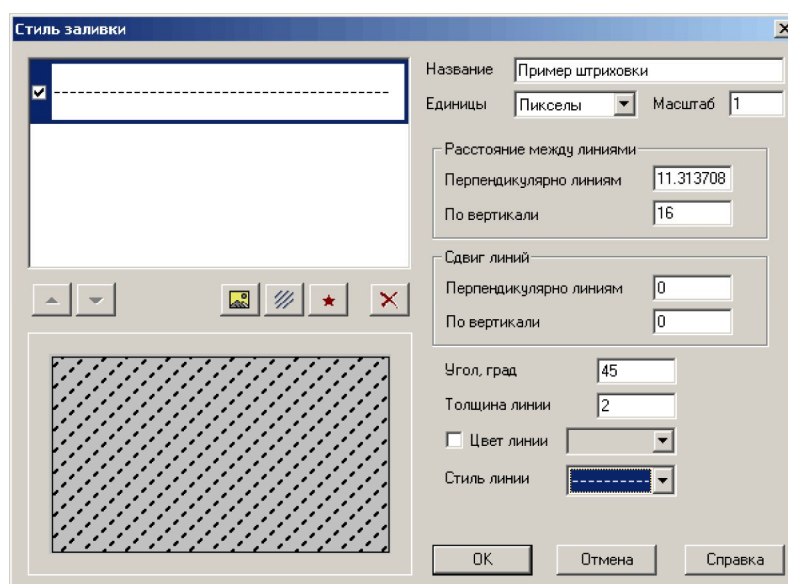 Стиль заливки
Название Пример штриховки
Единицы Пикселы Масштаб 1
Расстояние между линиями
Перпендикулярно линиям 11.313708
По вертикали 16
Сдвиг линий
Перпендикулярно линиям 0
По вертикали 0
Угол, град 45
Толщина линии 2
Цвет линии
Стиль линии
OK Отмена Справка